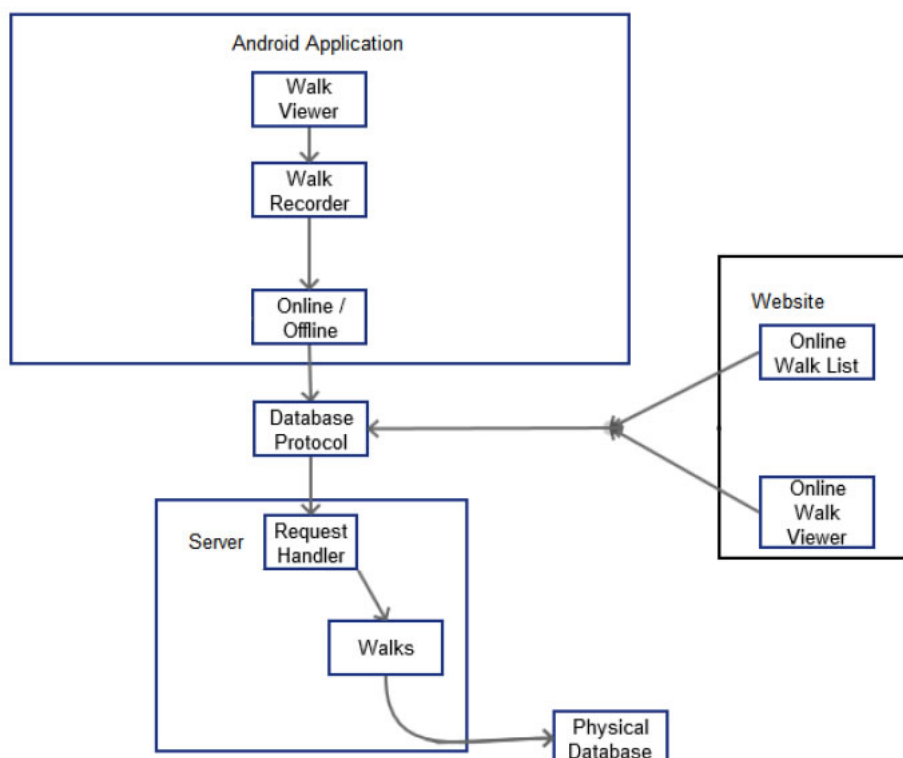 Android Application
Walk
Viewer
Walk
Recorder
Online /
Offline
Website
Online
Walk List
Database
Protocol
Online
Walk
Viewer
Server
Request
Handler
Walks
Physical
Database